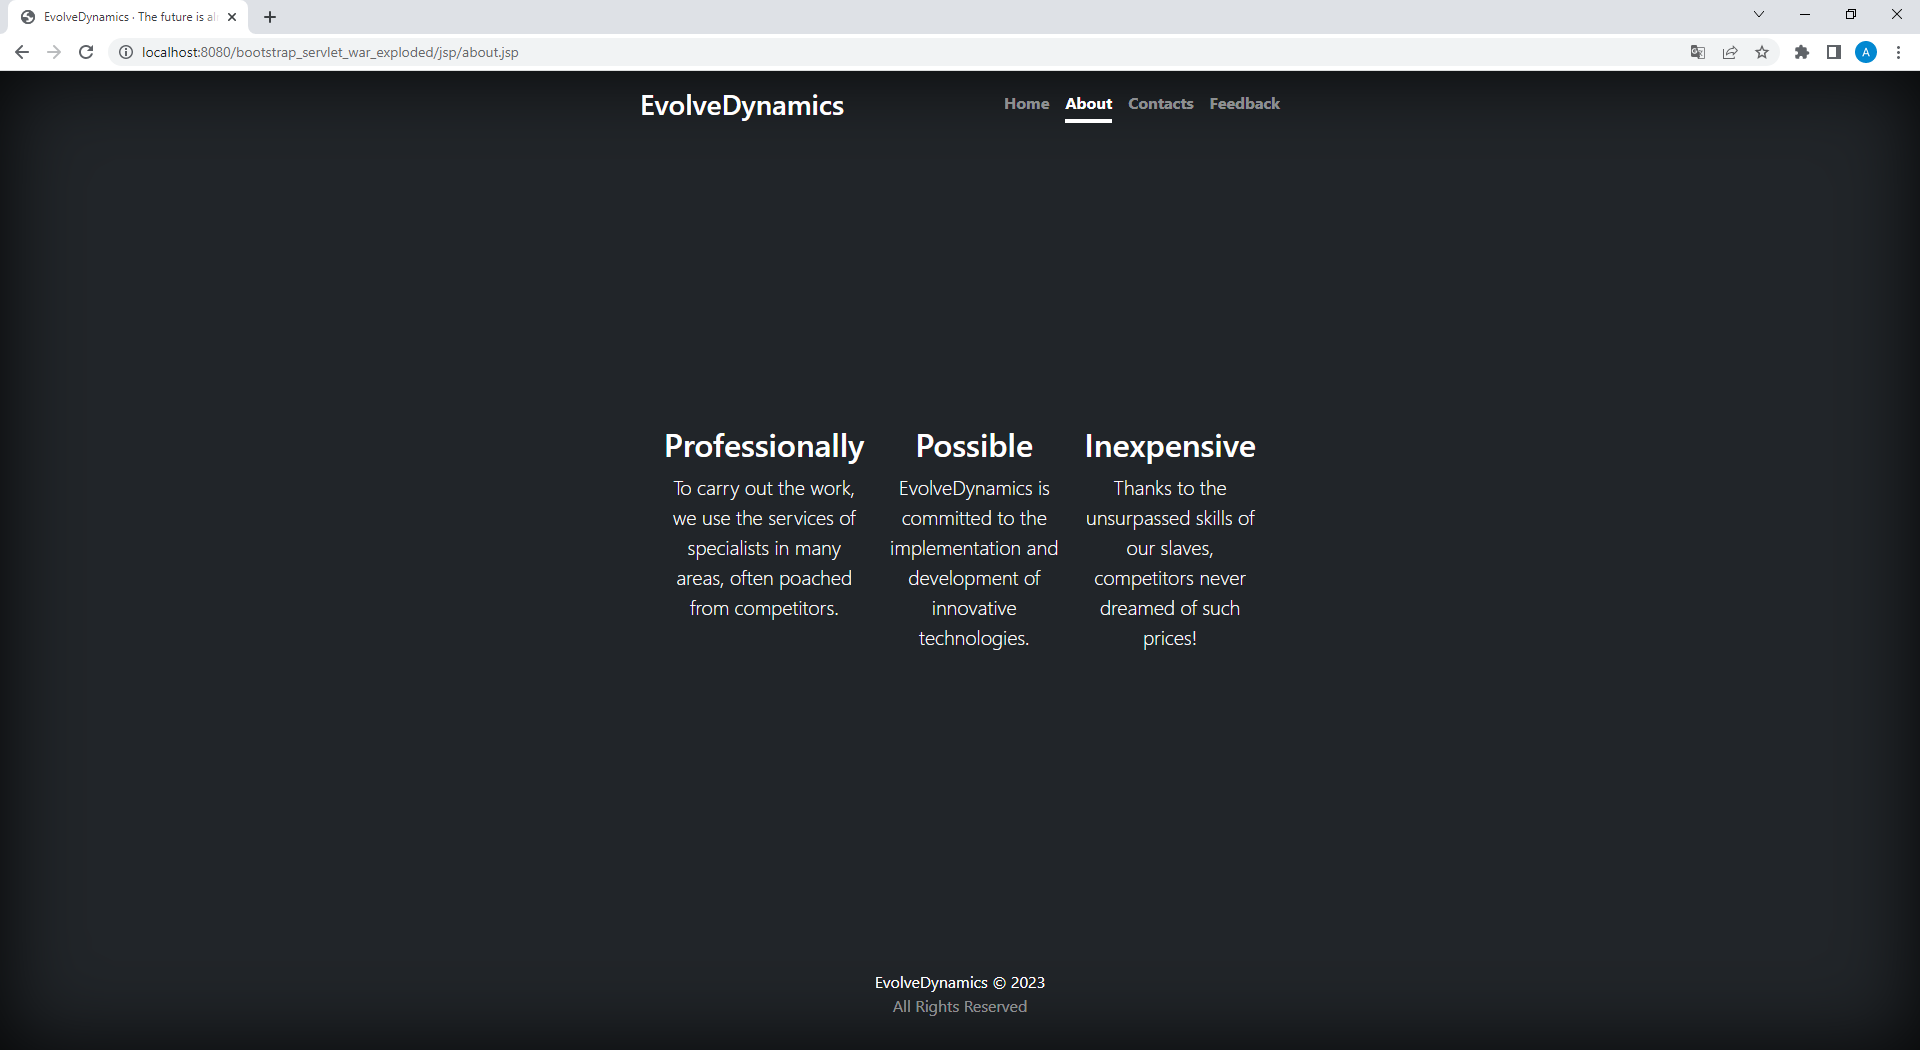 EvolveDynamics · The future is al
localhost:8080/bootstrap_servlet_war_exploded/jsp/about.jsp
A
EvolveDynamics
Home About Contacts Feedback
Professionally
To carry out the work,
we use the services of
specialists in many
areas, often poached
from competitors.
Possible
EvolveDynamics is
committed to the
implementation and
development of
innovative
technologies.
Inexpensive
Thanks to the
unsurpassed skills of
our slaves,
competitors never
dreamed of such
prices!
EvolveDynamics © 2023
All Rights Reserved